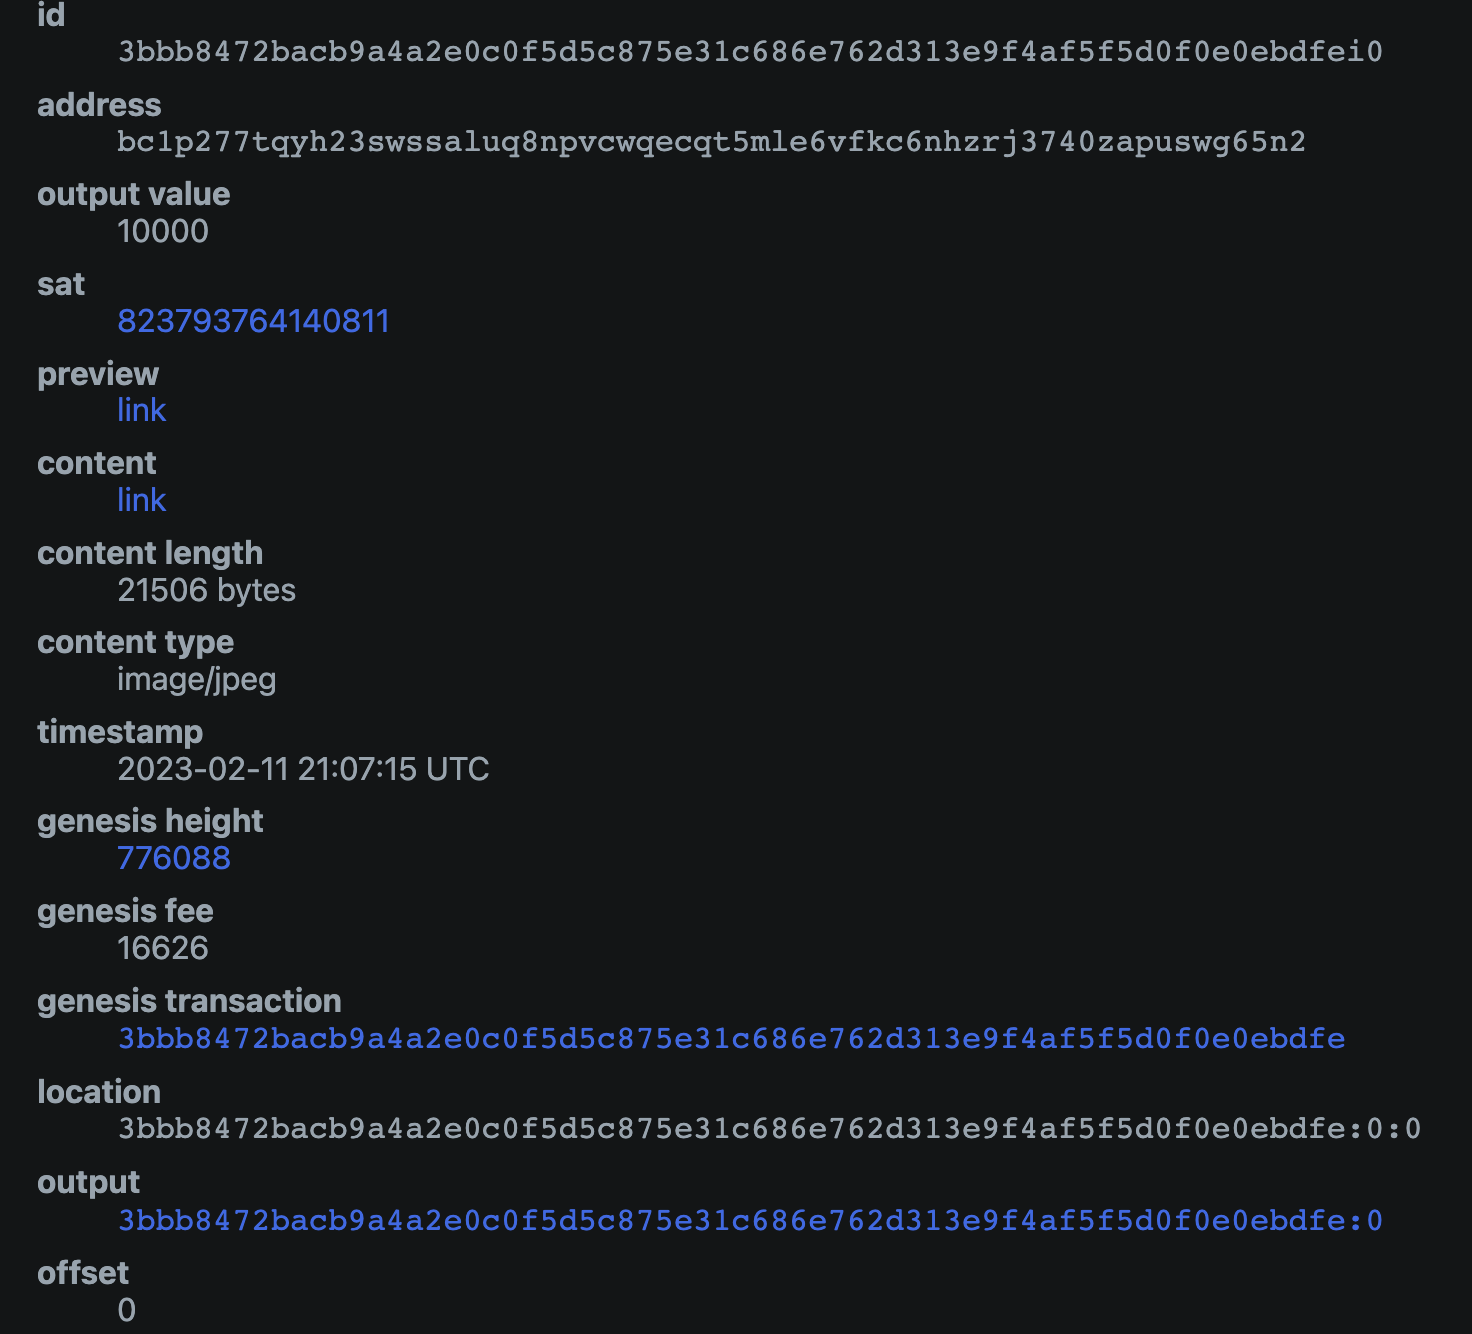 id
3bbb8472bacb9a4a2e0c0f5d5c875e31c686e762d313e9f4af5f5d0f0e0ebdfei0
address
bc1p277tqyh23swssaluq8npvcwqecqt5mle6vfkc6nhzrj3740zapuswg65n2
output value
10000
sat
823793764140811
preview
link
content
link
content length
21506 bytes
content type
image/jpeg
timestamp
2023-02-11 21:07:15 UTC
genesis height
776088
genesis fee
16626
genesis transaction
3bbb8472bacb9a4a2e0c0f5d5c875e31c686e762d313e9f4af5f5d0f0e0ebdfe
location
3bbb8472bacb9a4a2e0c0f5d5c875e31c686e762d313e9f4af5f5d0f0e0ebdfe:0:0
output
3bbb8472bacb9a4a2e0c0f5d5c875e31c686e762d313e9f4af5f5d0f0e0ebdfe:0
offset
0